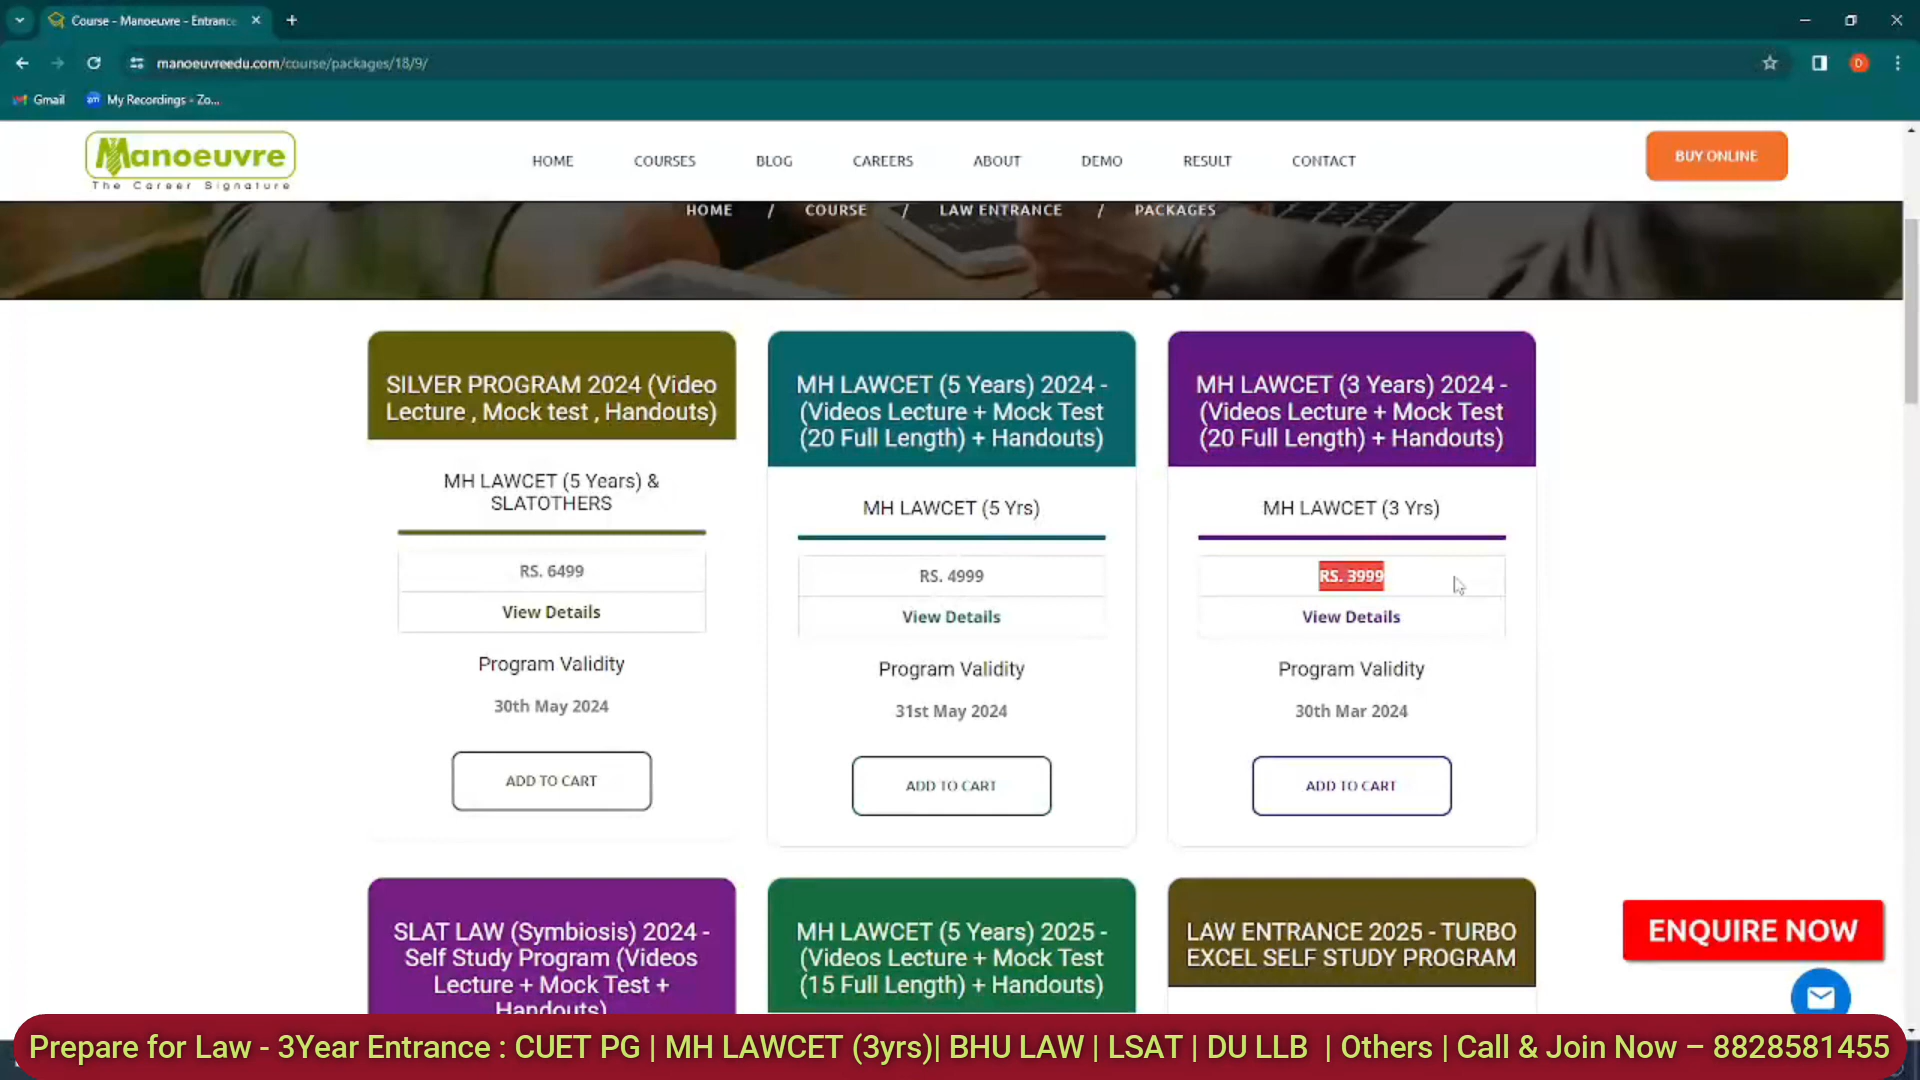 Course - Manoeuvre - Entrance
manoeuvreedu.com/course/packages/18/9/
Gmail
My Recordings - Zo...
Manoeuvre
The Career Signature
HOME
COURSES
BLOG
CAREERS
ABOUT
DEMO
RESULT
CONTACT
BUY ONLINE
HOME / COURSE / LAW ENTRANCE / PACKAGES
SILVER PROGRAM 2024 (Video
Lecture , Mock test , Handouts)
MH LAWCET (5 Years) &
SLATOTHERS
RS. 6499
View Details
Program Validity
30th May 2024
ADD TO CART
MH LAWCET (5 Years) 2024 -
(Videos Lecture + Mock Test
(20 Full Length) + Handouts)
MH LAWCET (5 Yrs)
RS. 4999
View Details
Program Validity
31st May 2024
ADD TO CART
MH LAWCET (3 Years) 2024 -
(Videos Lecture + Mock Test
(20 Full Length) + Handouts)
MH LAWCET (3 Yrs)
RS. 3999
View Details
Program Validity
30th Mar 2024
ADD TO CART
SLAT LAW (Symbiosis) 2024 -
Self Study Program (Videos
Lecture + Mock Test +
Handouts)
MH LAWCET (5 Years) 2025 -
(Videos Lecture + Mock Test
(15 Full Length) + Handouts)
LAW ENTRANCE 2025 - TURBO
EXCEL SELF STUDY PROGRAM
ENQUIRE NOW
Prepare for Law - 3Year Entrance : CUET PG | MH LAWCET (3yrs)| BHU LAW | LSAT | DU LLB | Others | Call & Join Now – 8828581455